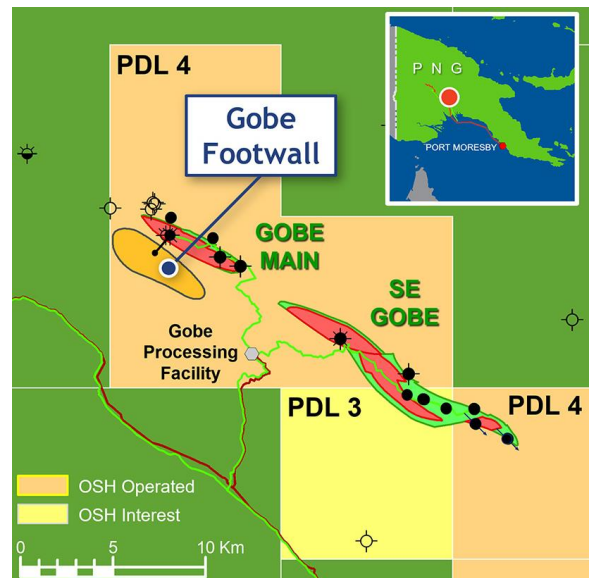 PDL 4
Gobe
Footwall
PNG
PORT MORESBY
GOBE
MAIN
SE
GOBE
Gobe
Processing
Facility
PDL 3
PDL 4
OSH Operated
OSH Interest
0 5 10 Km